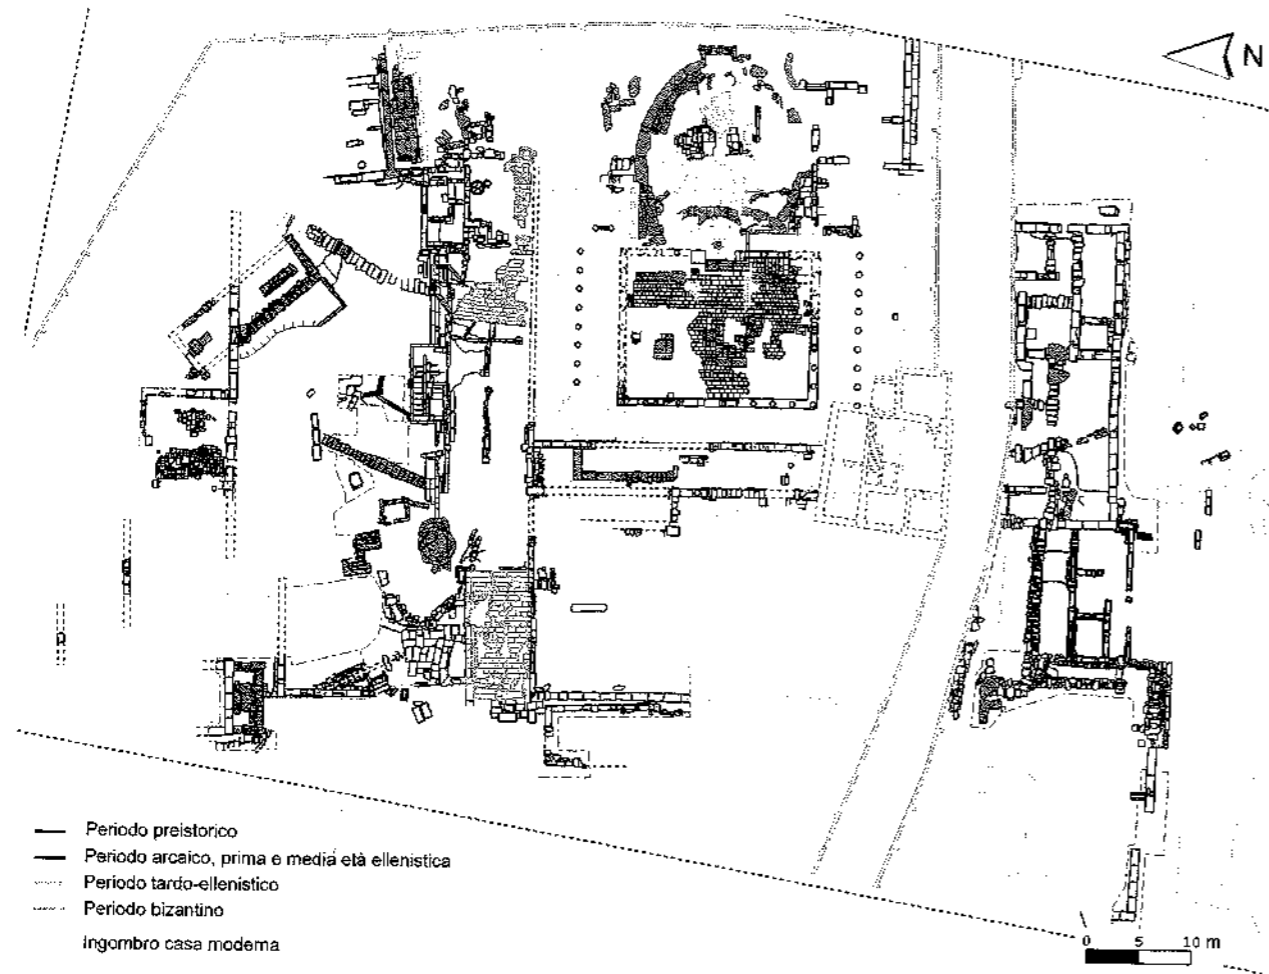 N
Periodo preistorico
Periodo arcaico, prima e media età ellenistica
Periodo tardo-ellenistico
Periodo bizantino
Ingombro casa moderna
0 5 10 m